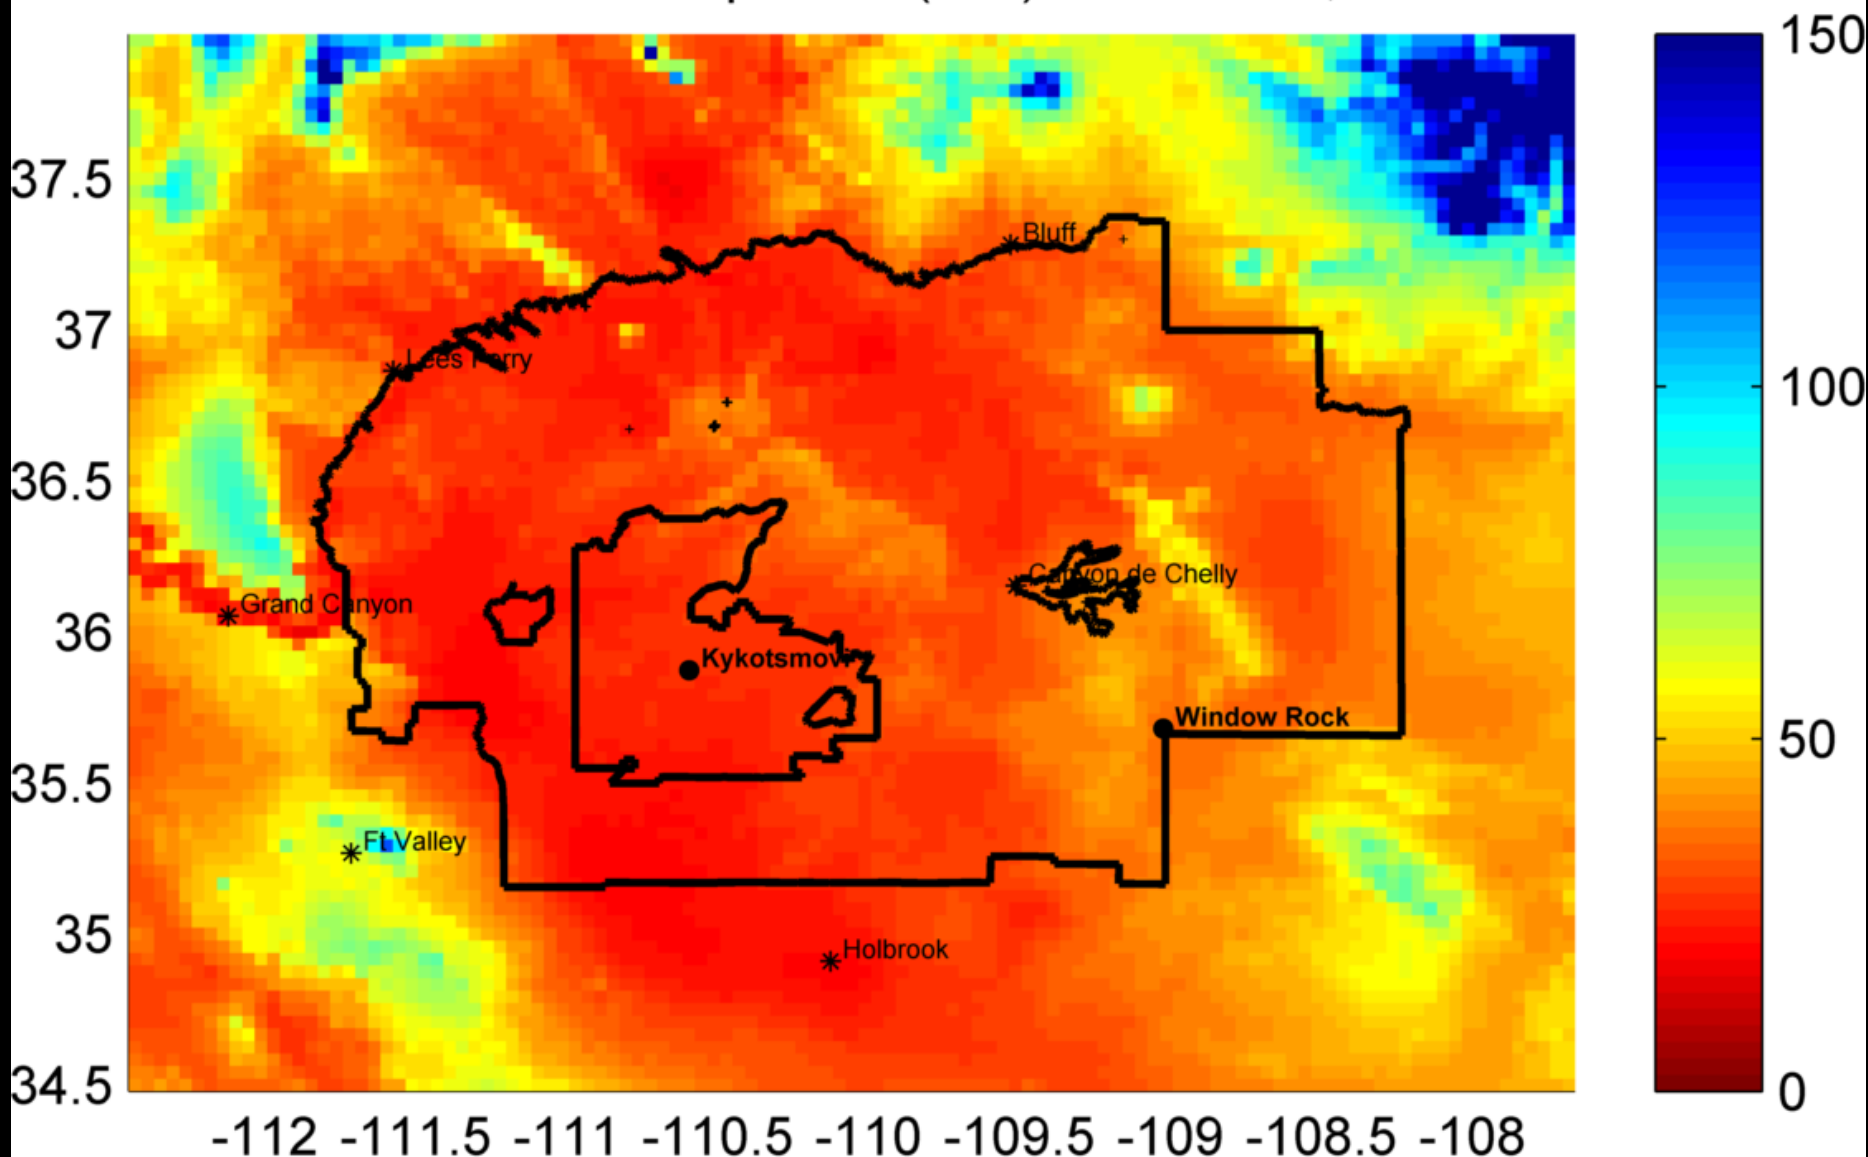 150
37.5
Bluff
37
Lees Ferry
100
36.5
Canyon de Chelly
Grand Canyon
36
Kykotsmovi
Window Rock
50
35.5
Ft Valley
35
Holbrook
34.5
0
-112 -111.5 -111 -110.5 -110 -109.5 -109 -108.5 -108